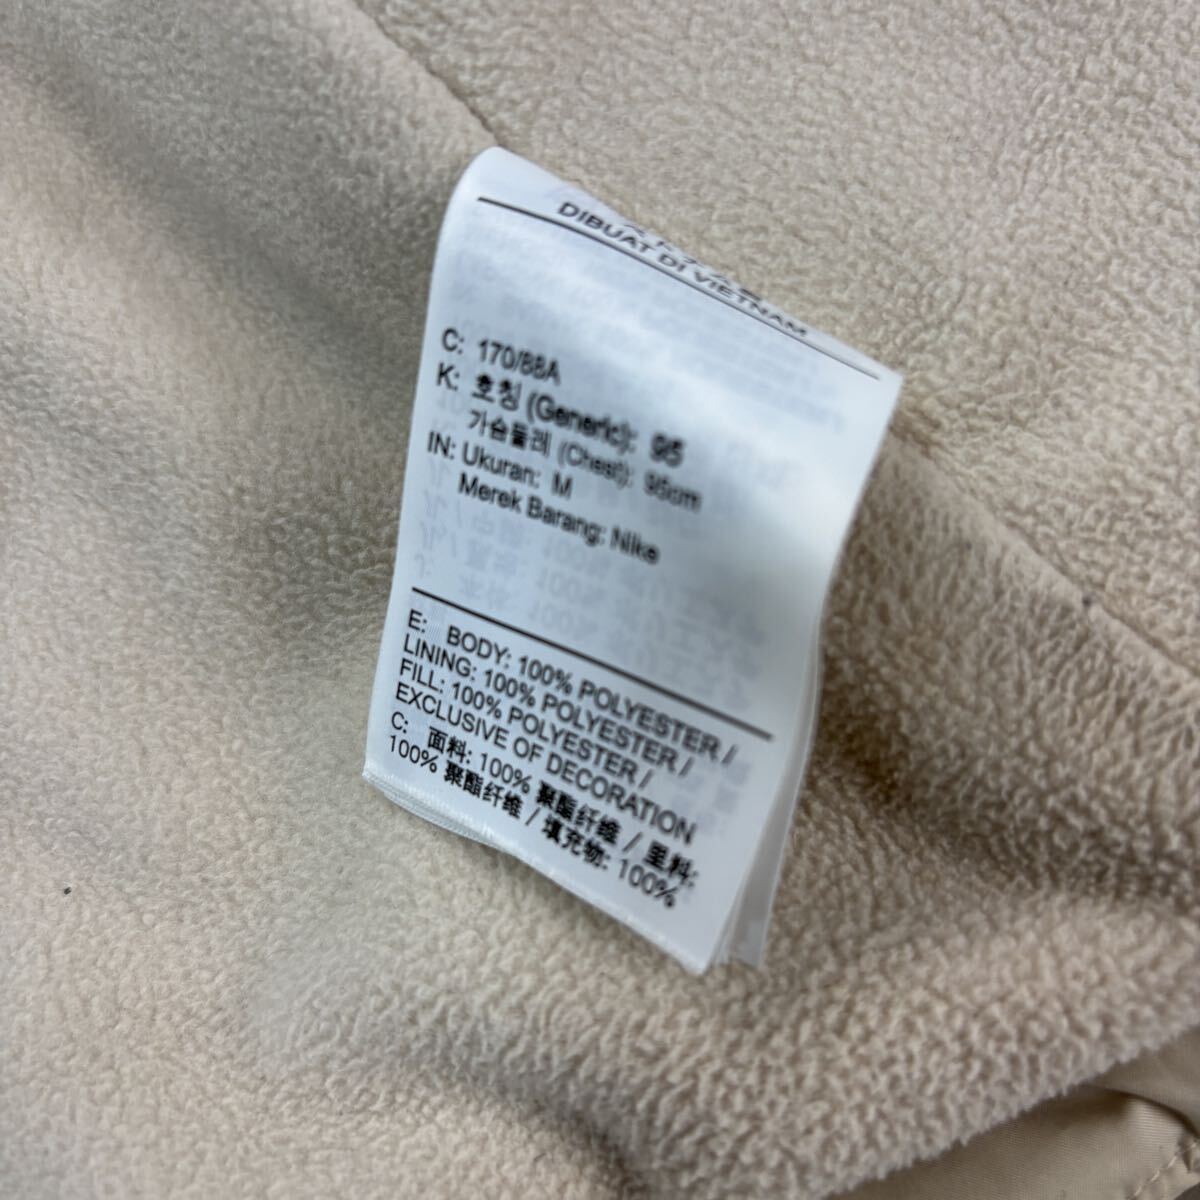 DIBUAT DI VIETNAM
C: 170/88A
K: 호칭 (Generic): 95
가슴둘레 (Chest): 95cm
IN: Ukuran: M
Merek Barang: Nike
E: BODY: 100% POLYESTER /
LINING: 100% POLYESTER /
FILL: 100% POLYESTER /
EXCLUSIVE OF DECORATION
C: 面料: 100% 聚酯纤维 / 里料:
100% 聚酯纤维 / 填充物: 100%